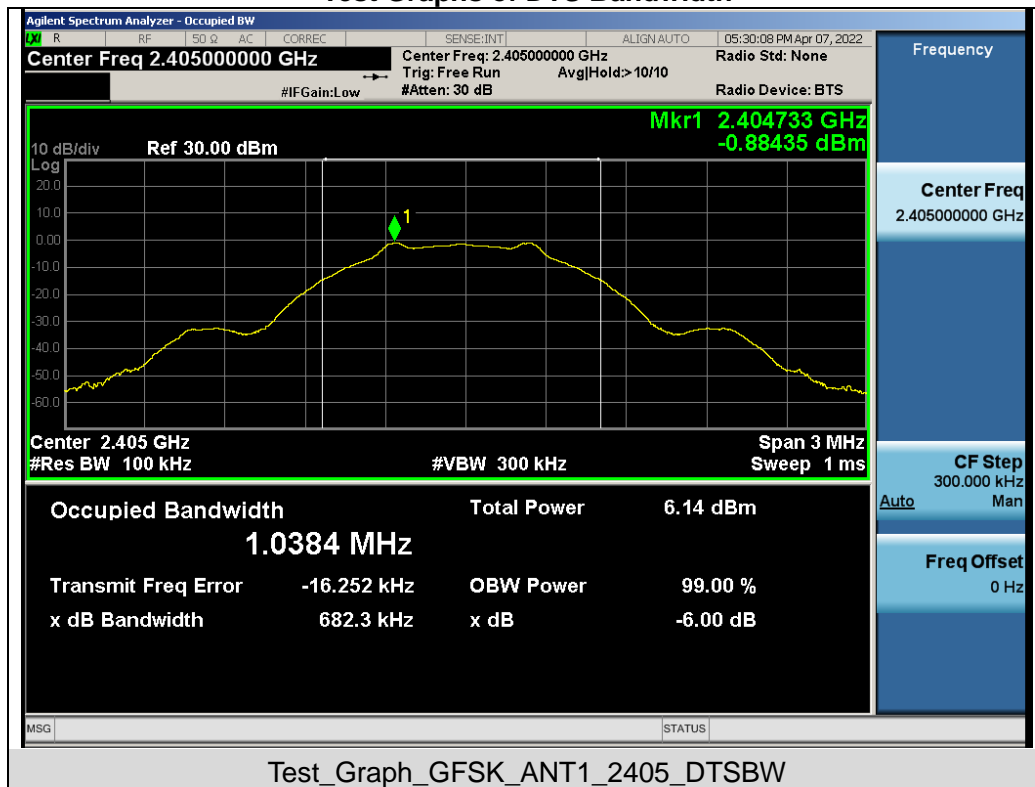 Test Graphs of DTS Bandwidth
Agilent Spectrum Analyzer - Occupied BW
LXI R RF 50 Ω AC CORREC SENSE:INT ALIGN AUTO 05:30:08 PM Apr 07, 2022
Center Freq 2.405000000 GHz
Center Freq: 2.405000000 GHz
Radio Std: None
Trig: Free Run Avg|Hold:> 10/10
#IFGain:Low #Atten: 30 dB Radio Device: BTS
Mkr1 2.404733 GHz
-0.88435 dBm
10 dB/div Ref 30.00 dBm
Log
20.0
10.0
1
0.00
-10.0
-20.0
-30.0
-40.0
-50.0
-60.0
Center 2.405 GHz Span 3 MHz
#Res BW 100 kHz #VBW 300 kHz Sweep 1 ms
Occupied Bandwidth Total Power 6.14 dBm
1.0384 MHz
Transmit Freq Error -16.252 kHz OBW Power 99.00 %
x dB Bandwidth 682.3 kHz x dB -6.00 dB
Frequency
Center Freq
2.405000000 GHz
CF Step
300.000 kHz
Auto Man
Freq Offset
0 Hz
MSG STATUS
Test_Graph_GFSK_ANT1_2405_DTSBW